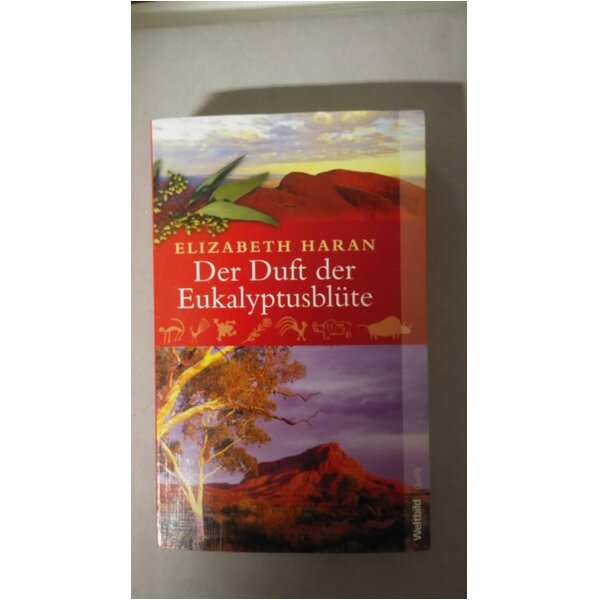 ELIZABETH HARAN
Der Duft der
Eukalyptusblüte
Weltbild